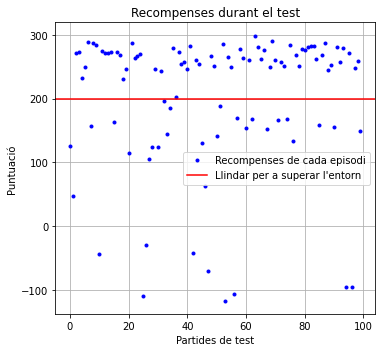 Recompenses durant el test
300
200
100
0
−100
Puntuació
Recompenses de cada episodi
Llindar per a superar l'entorn
0 20 40 60 80 100
Partides de test